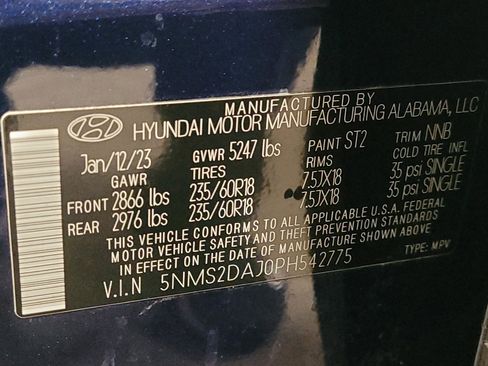 MANUFACTURED BY
HYUNDAI MOTOR MANUFACTURING ALABAMA, LLC
Jan/12/23 GVWR 5247 lbs PAINT ST2 TRIM NNB
GAWR TIRES RIMS COLD TIRE INFL
FRONT 2866 lbs 235/60R18 7.5JX18 35 psi SINGLE
REAR 2976 lbs 235/60R18 7.5JX18 35 psi SINGLE
THIS VEHICLE CONFORMS TO ALL APPLICABLE U.S.A. FEDERAL
MOTOR VEHICLE SAFETY AND THEFT PREVENTION STANDARDS
IN EFFECT ON THE DATE OF MANUFACTURE SHOWN ABOVE.
V.I.N 5NMS2DAJ0PH542775 TYPE: MPV